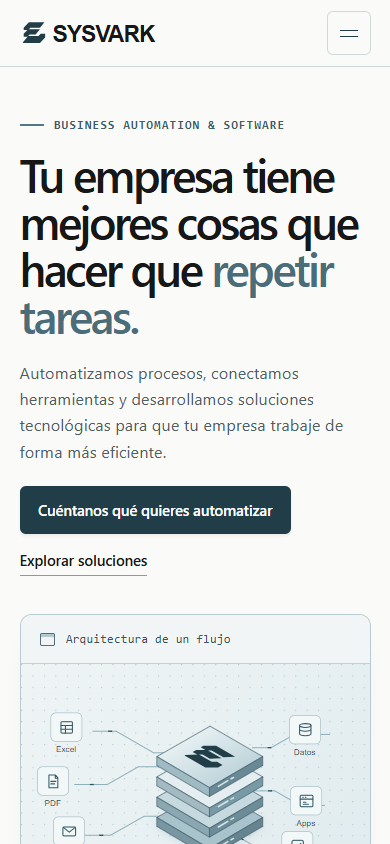 SYSVARK
BUSINESS AUTOMATION & SOFTWARE
Tu empresa tiene
mejores cosas que
hacer que repetir
tareas.
Automatizamos procesos, conectamos
herramientas y desarrollamos soluciones
tecnológicas para que tu empresa trabaje de
forma más eficiente.
Cuéntanos qué quieres automatizar
Explorar soluciones
Arquitectura de un flujo
Excel
Datos
PDF
Apps